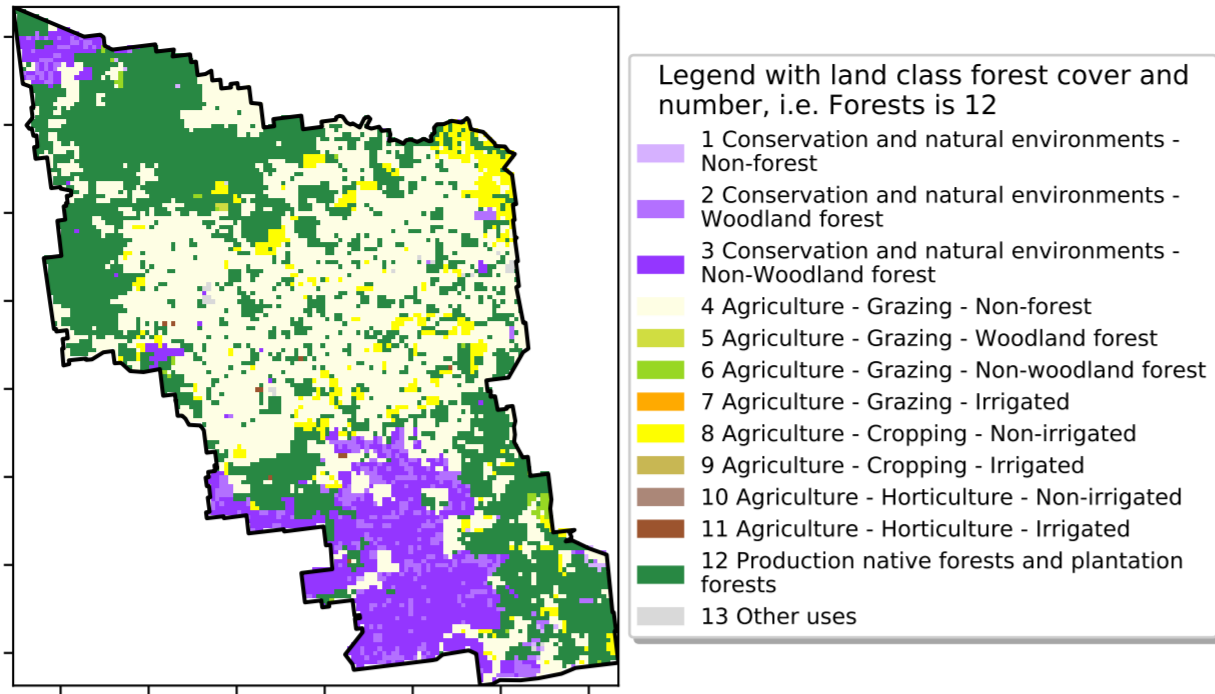 Legend with land class forest cover and
number, i.e. Forests is 12
1 Conservation and natural environments -
Non-forest
2 Conservation and natural environments -
Woodland forest
3 Conservation and natural environments -
Non-Woodland forest
4 Agriculture - Grazing - Non-forest
5 Agriculture - Grazing - Woodland forest
6 Agriculture - Grazing - Non-woodland forest
7 Agriculture - Grazing - Irrigated
8 Agriculture - Cropping - Non-irrigated
9 Agriculture - Cropping - Irrigated
10 Agriculture - Horticulture - Non-irrigated
11 Agriculture - Horticulture - Irrigated
12 Production native forests and plantation
forests
13 Other uses